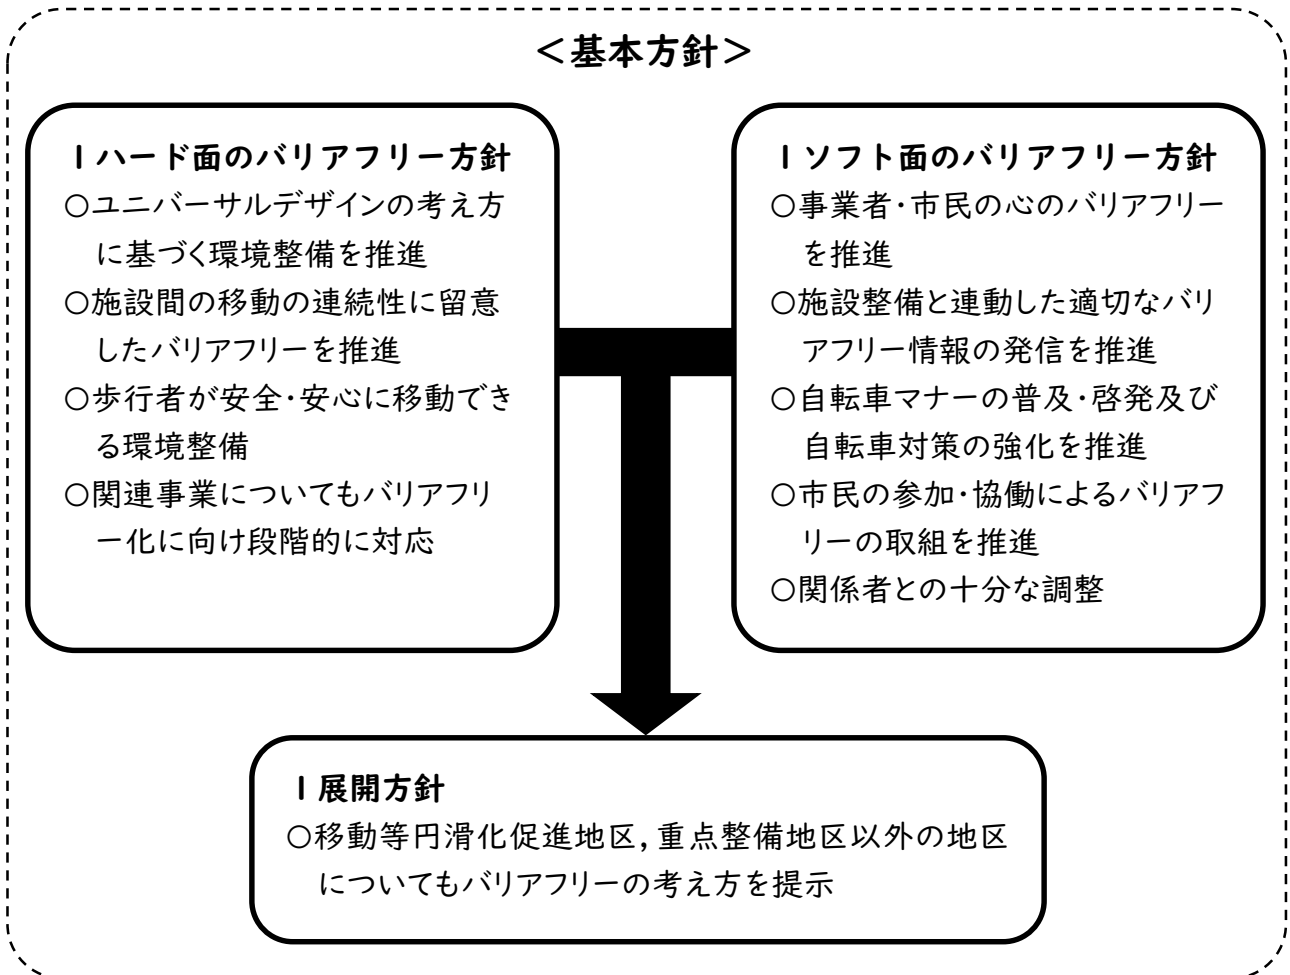 <基本方針>
I ハード面のバリアフリー方針
○ユニバーサルデザインの考え方
に基づく環境整備を推進
○施設間の移動の連続性に留意
したバリアフリーを推進
○歩行者が安全・安心に移動でき
る環境整備
○関連事業についてもバリアフリ
ー化に向け段階的に対応
I ソフト面のバリアフリー方針
○事業者・市民の心のバリアフリー
を推進
○施設整備と連動した適切なバリ
アフリー情報の発信を推進
○自転車マナーの普及・啓発及び
自転車対策の強化を推進
○市民の参加・協働によるバリアフ
リーの取組を推進
○関係者との十分な調整
I 展開方針
○移動等円滑化促進地区,重点整備地区以外の地区
についてもバリアフリーの考え方を提示